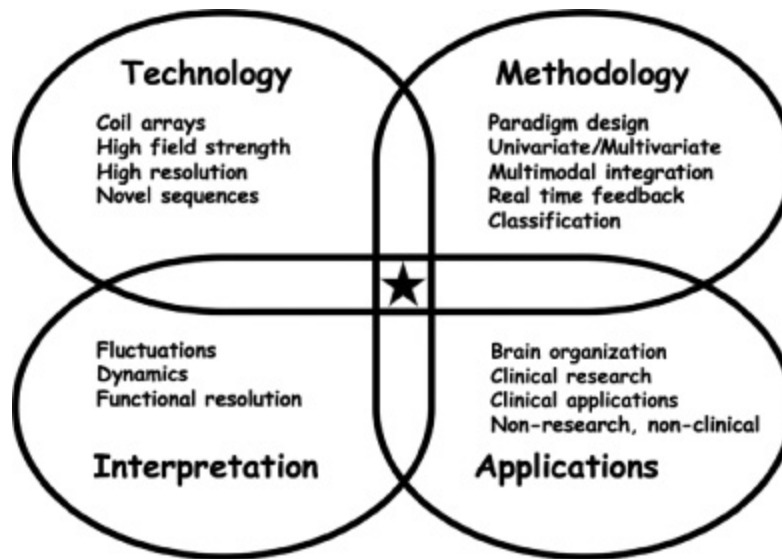 Technology
Coil arrays
High field strength
High resolution
Novel sequences
Methodology
Paradigm design
Univariate/Multivariate
Multimodal integration
Real time feedback
Classification
Fluctuations
Dynamics
Functional resolution
Interpretation
Brain organization
Clinical research
Clinical applications
Non-research, non-clinical
Applications